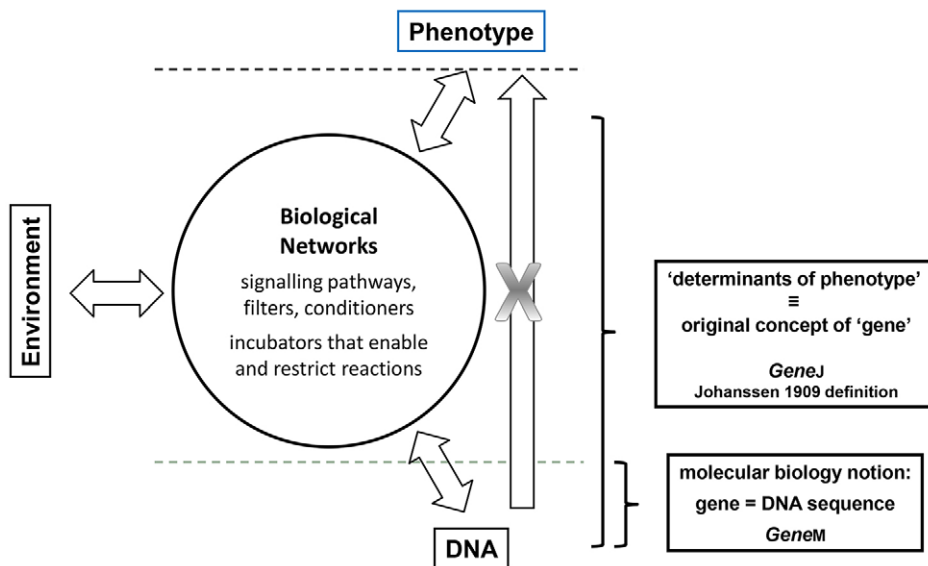 Phenotype
Environment
Biological
Networks
signalling pathways,
filters, conditioners
incubators that enable
and restrict reactions
X
DNA
‘determinants of phenotype’
≡
original concept of ‘gene’
GeneJ
Johanssen 1909 definition
molecular biology notion:
gene = DNA sequence
GeneM